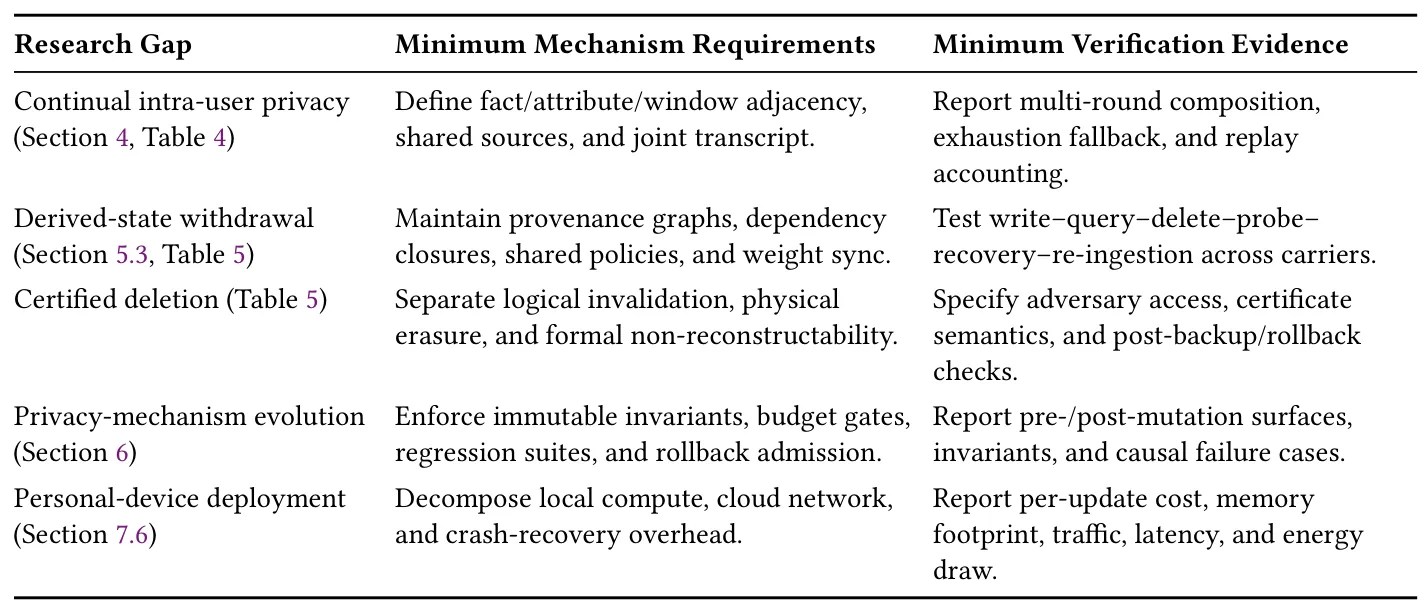 Research Gap Minimum Mechanism Requirements Minimum Verification Evidence
Continual intra-user privacy Define fact/attribute/window adjacency, Report multi-round composition,
(Section 4, Table 4) shared sources, and joint transcript. exhaustion fallback, and replay
accounting.
Derived-state withdrawal Maintain provenance graphs, dependency Test write–query–delete–probe–
(Section 5.3, Table 5) closures, shared policies, and weight sync. recovery–re-ingestion across carriers.
Certified deletion (Table 5) Separate logical invalidation, physical Specify adversary access, certificate
erasure, and formal non-reconstructability. semantics, and post-backup/rollback
checks.
Privacy-mechanism evolution Enforce immutable invariants, budget gates, Report pre-/post-mutation surfaces,
(Section 6) regression suites, and rollback admission. invariants, and causal failure cases.
Personal-device deployment Decompose local compute, cloud network, Report per-update cost, memory
(Section 7.6) and crash-recovery overhead. footprint, traffic, latency, and energy
draw.